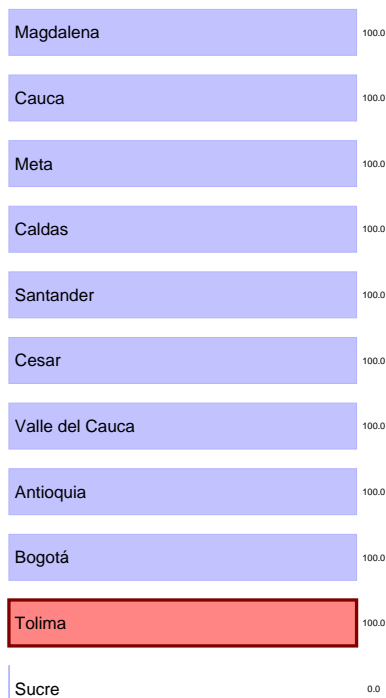 Magdalena 100.0
Cauca 100.0
Meta 100.0
Caldas 100.0
Santander 100.0
Cesar 100.0
Valle del Cauca 100.0
Antioquia 100.0
Bogotá 100.0
Tolima 100.0
Sucre 0.0